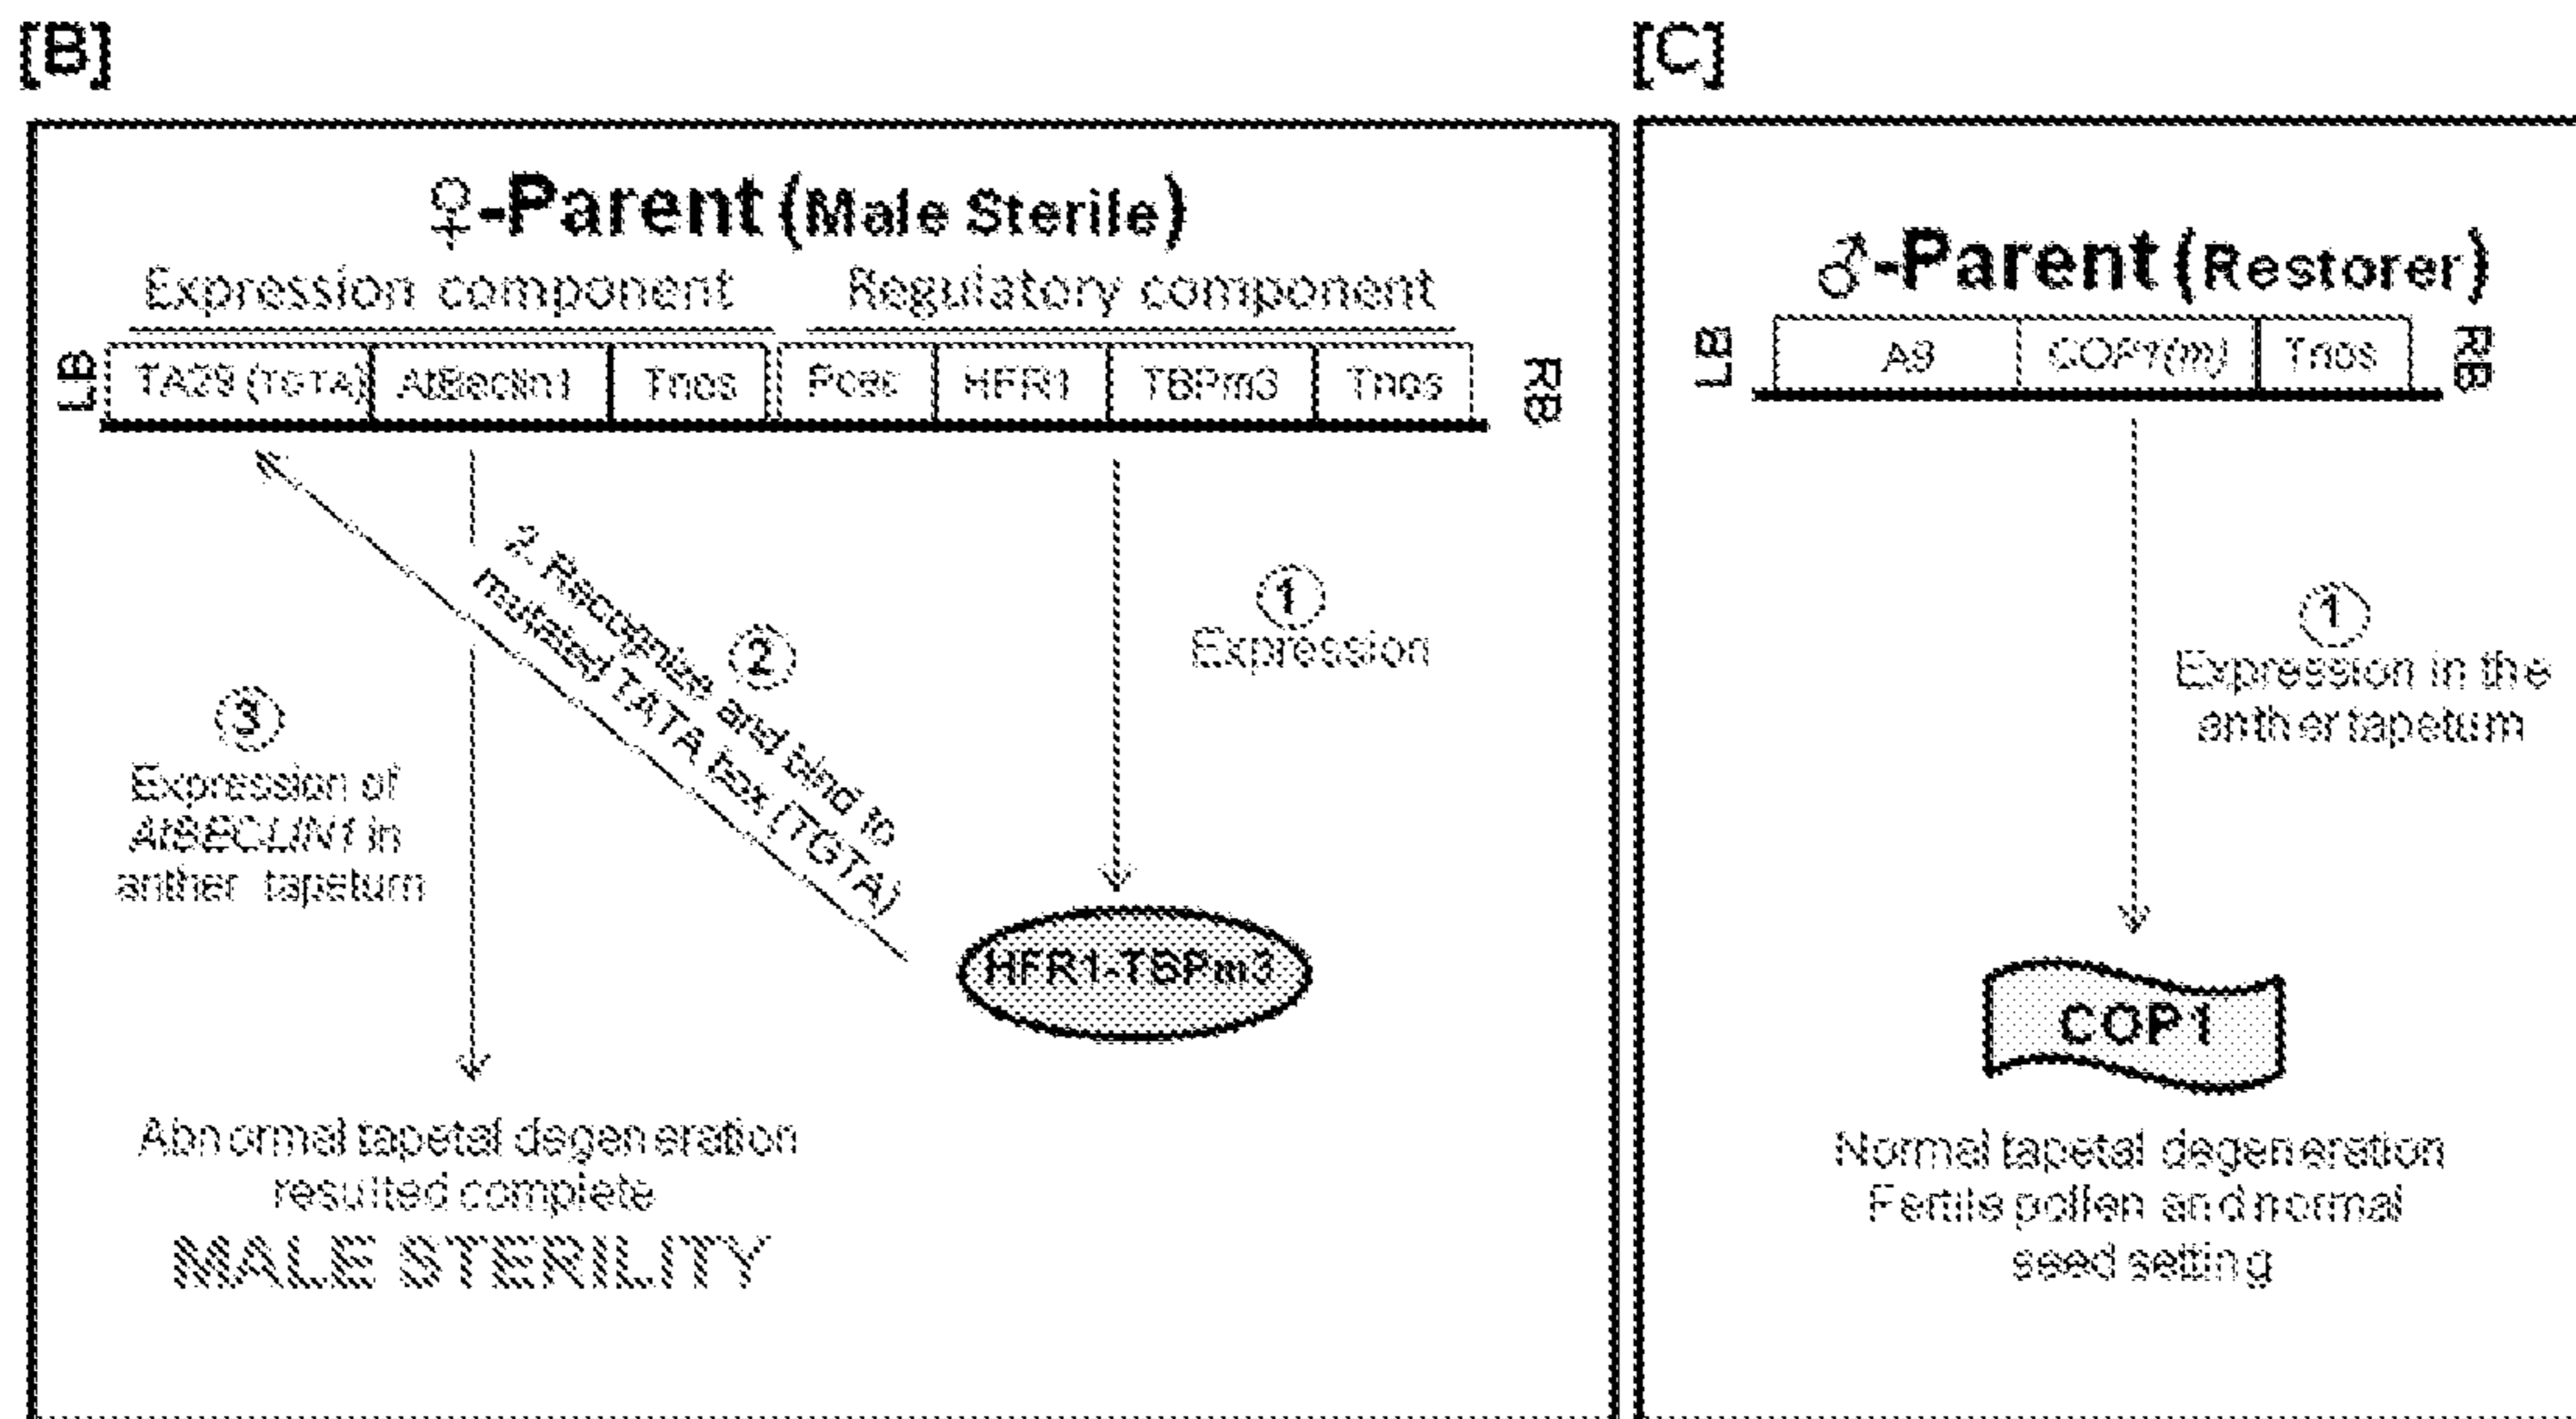 [B]
♀-Parent (Male Sterile)
Expression component
Regulatory component
LB
TA29 (TGTA)
AtBeclin1
Tnos
Pcec
HFR1
TBPm3
Tnos
RB
1
Expression
2
2. Recognize and bind to
mutated TATA box (TGTA)
3
Expression of
AtBECLIN1 in
anther tapetum
HFR1-TBPm3
Abnormal tapetal degeneration
resulted complete
MALE STERILITY
[C]
♂-Parent (Restorer)
LB
A9
COP1(m)
Tnos
RB
1
Expression in the
anther tapetum
COP1
Normal tapetal degeneration
Fertile pollen and normal
seed setting